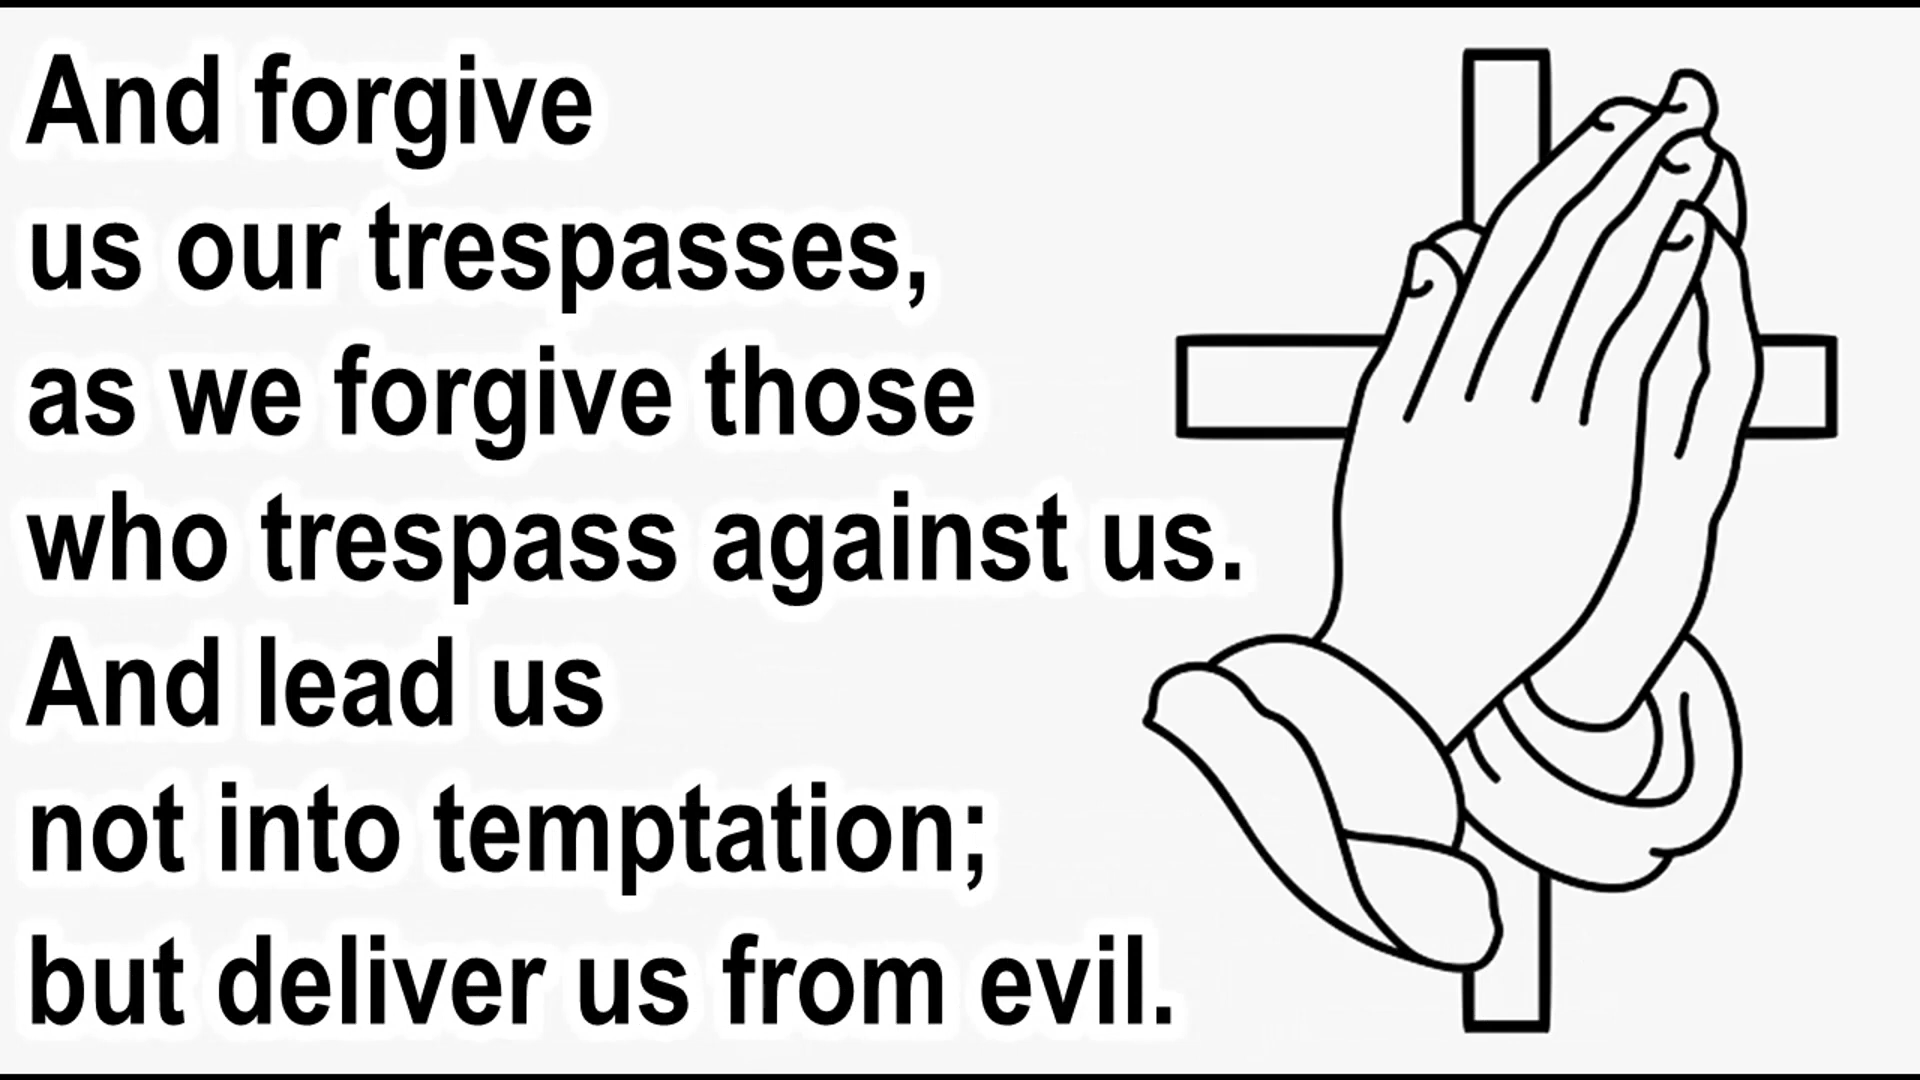 And forgive
us our trespasses,
as we forgive those
who trespass against us.
And lead us
not into temptation;
but deliver us from evil.